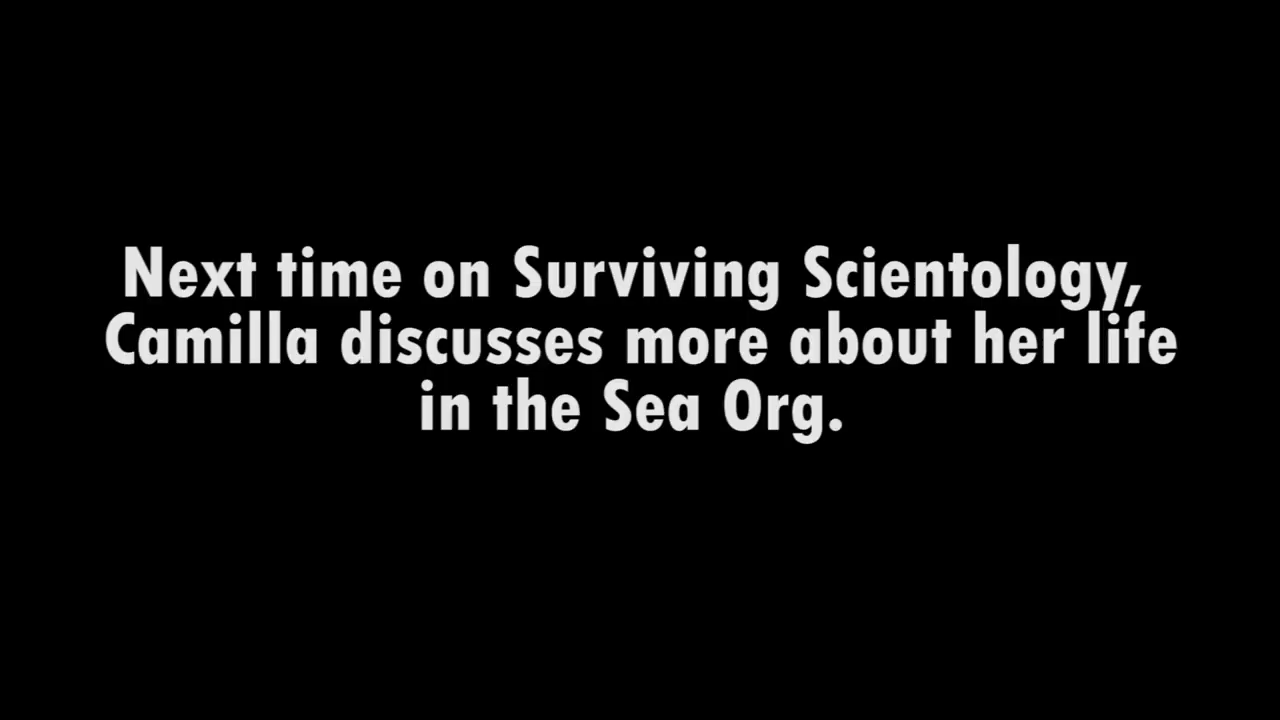 Next time on Surviving Scientology,
Camilla discusses more about her life
in the Sea Org.